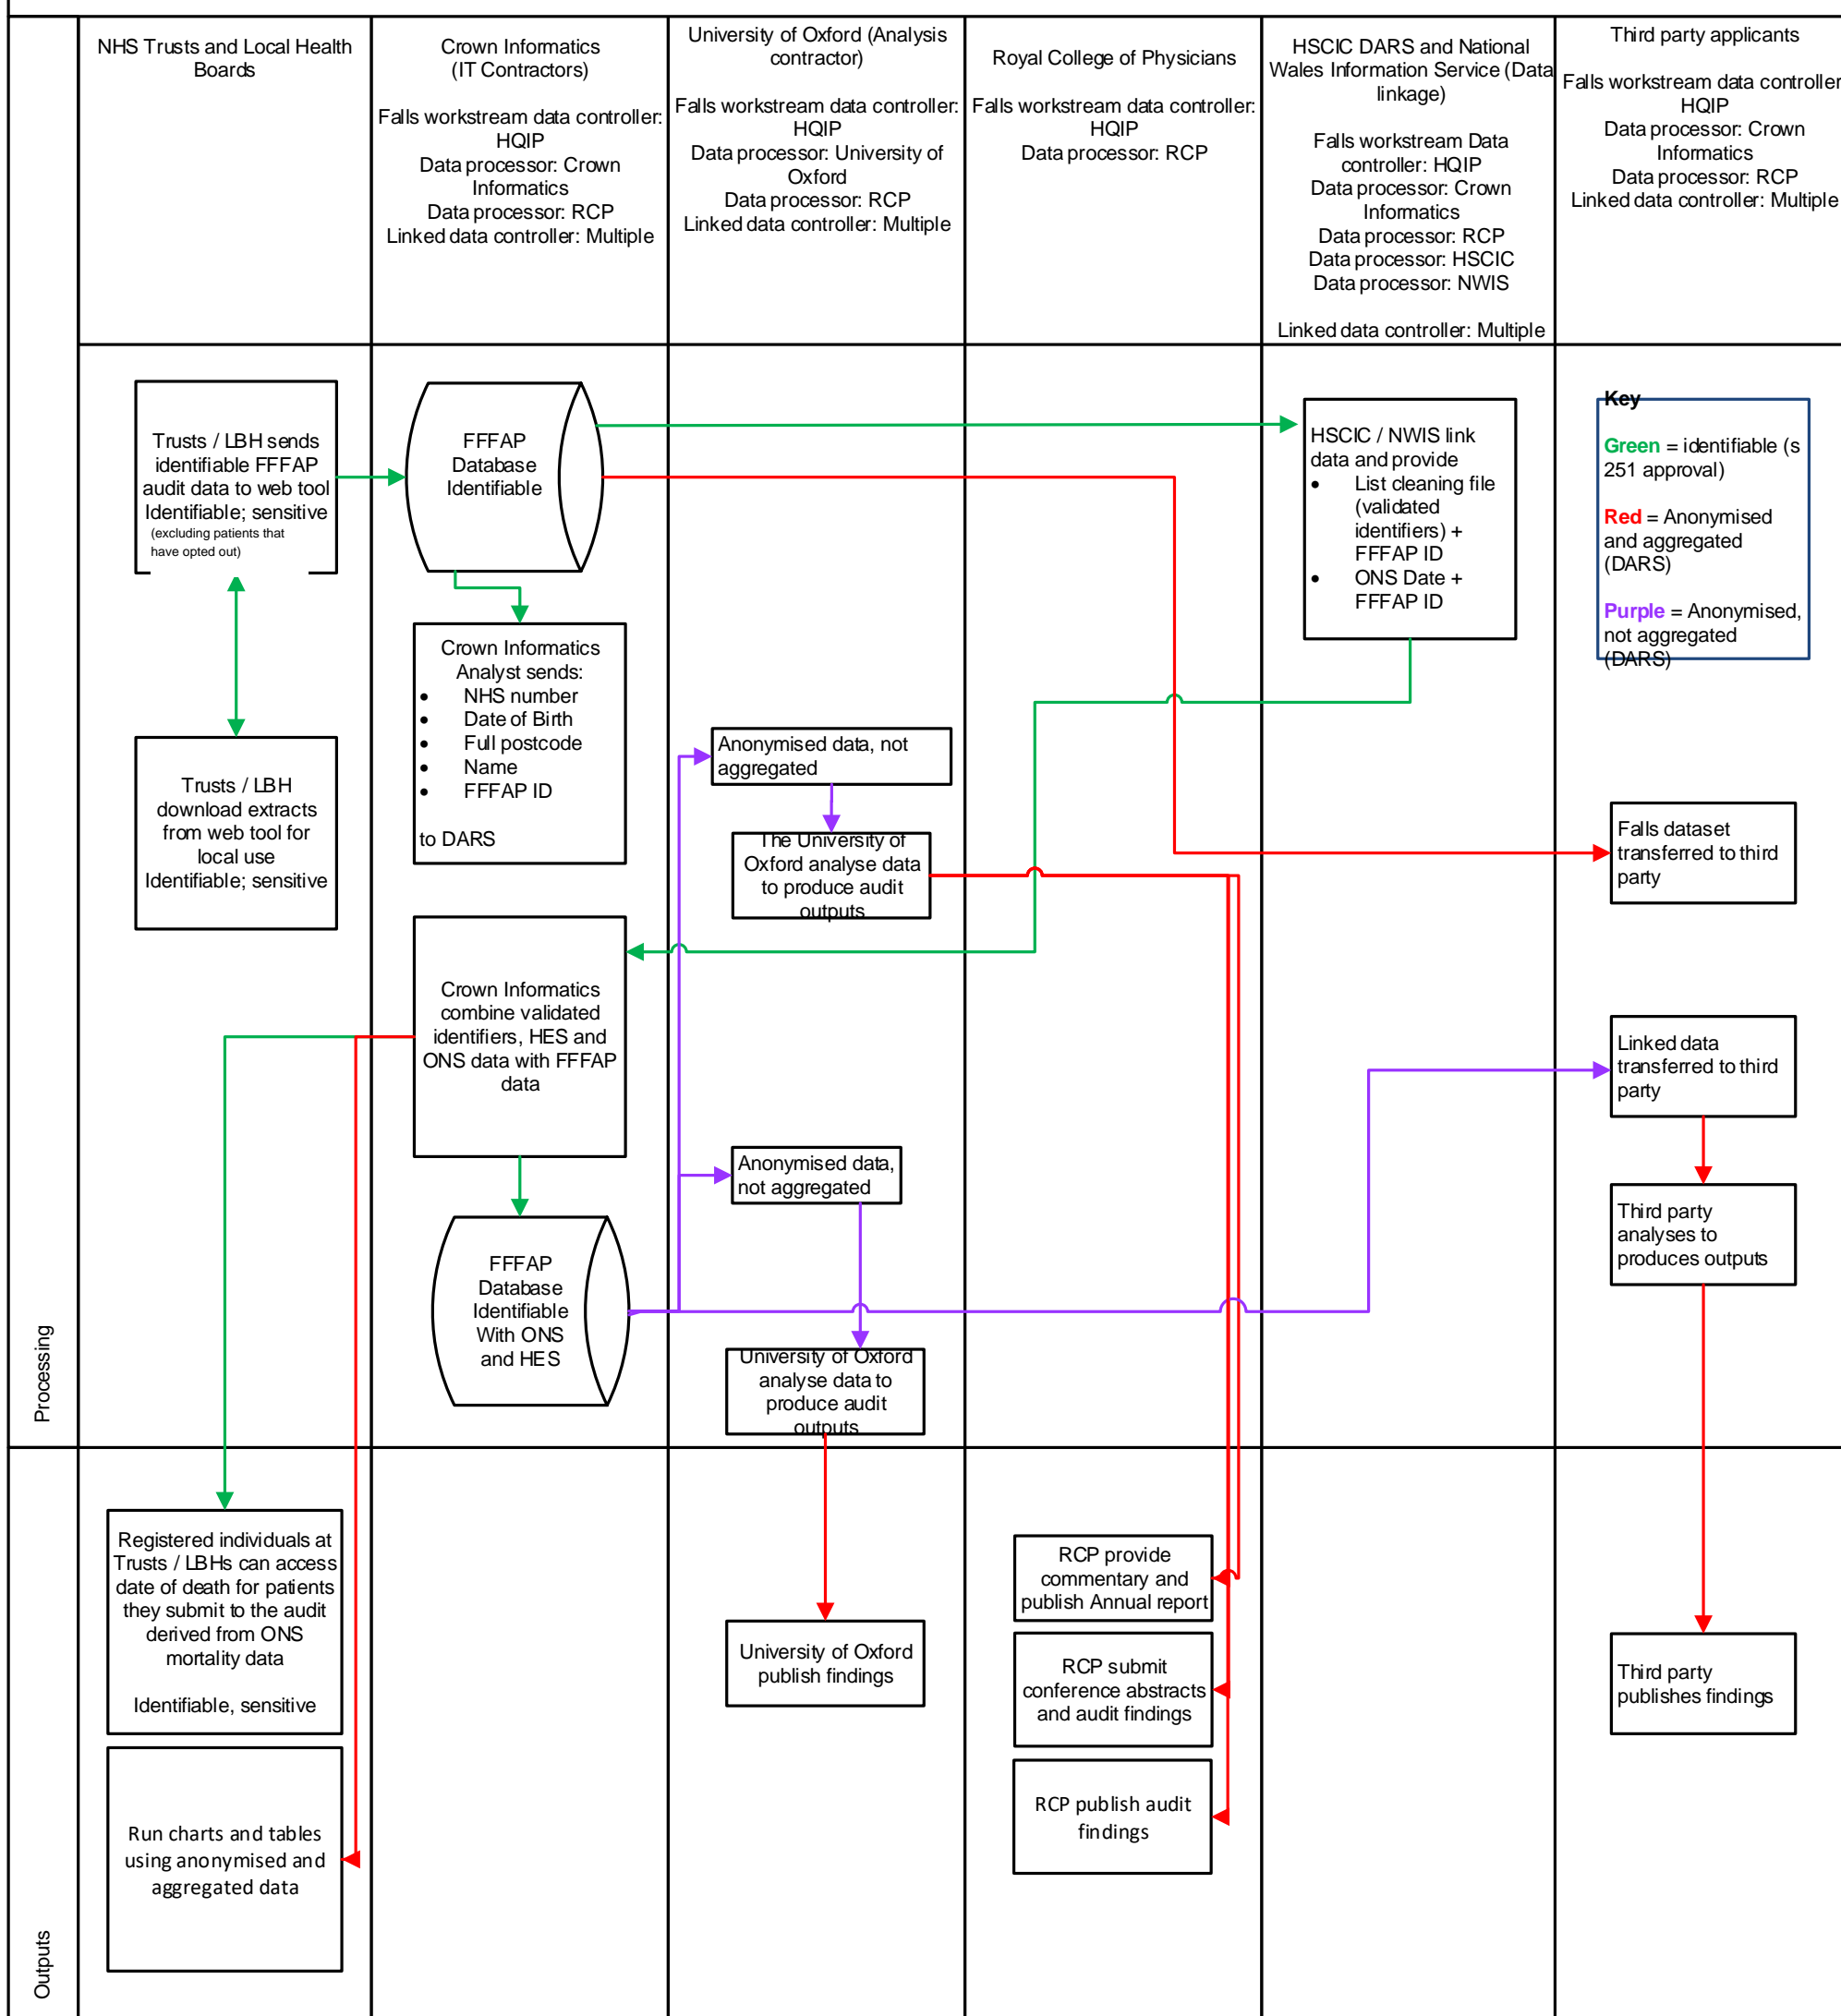 NHS Trusts and Local Health
Boards
Crown Informatics
(IT Contractors)
Falls workstream data controller:
HQIP
Data processor: Crown
Informatics
Data processor: RCP
Linked data controller: Multiple
University of Oxford (Analysis
contractor)
Falls workstream data controller:
HQIP
Data processor: University of
Oxford
Data processor: RCP
Linked data controller: Multiple
Royal College of Physicians
Falls workstream data controller:
HQIP
Data processor: RCP
HSCIC DARS and National
Wales Information Service (Data
linkage)
Falls workstream Data
controller: HQIP
Data processor: Crown
Informatics
Data processor: RCP
Data processor: HSCIC
Data processor: NWIS
Linked data controller: Multiple
Third party applicants
Falls workstream data controller
HQIP
Data processor: Crown
Informatics
Data processor: RCP
Linked data controller: Multiple
Processing
Trusts / LBH sends
identifiable FFFAP
audit data to web tool
Identifiable; sensitive
(excluding patients that
have opted out)
Trusts / LBH
download extracts
from web tool for
local use
Identifiable; sensitive
FFFAP
Database
Identifiable
Crown Informatics
Analyst sends:
• NHS number
• Date of Birth
• Full postcode
• Name
• FFFAP ID
to DARS
Crown Informatics
combine validated
identifiers, HES and
ONS data with FFFAP
data
FFFAP
Database
Identifiable
With ONS
and HES
Anonymised data, not
aggregated
The University of
Oxford analyse data
to produce audit
outputs
Anonymised data,
not aggregated
University of Oxford
analyse data to
produce audit
outputs
HSCIC / NWIS link
data and provide
• List cleaning file
(validated
identifiers) +
FFFAP ID
• ONS Date +
FFFAP ID
Key
Green = identifiable (s
251 approval)
Red = Anonymised
and aggregated
(DARS)
Purple = Anonymised,
not aggregated
(DARS)
Falls dataset
transferred to third
party
Linked data
transferred to third
party
Third party
analyses to
produces outputs
Outputs
Registered individuals at
Trusts / LBHs can access
date of death for patients
they submit to the audit
derived from ONS
mortality data
Identifiable, sensitive
Run charts and tables
using anonymised and
aggregated data
University of Oxford
publish findings
RCP provide
commentary and
publish Annual report
RCP submit
conference abstracts
and audit findings
RCP publish audit
findings
Third party
publishes findings